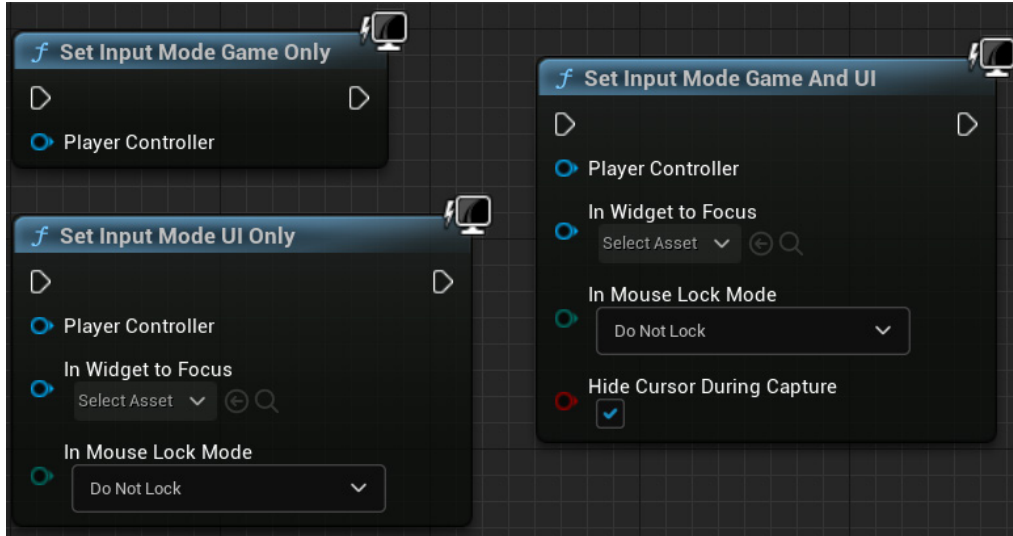 f Set Input Mode Game Only
Player Controller
f Set Input Mode UI Only
Player Controller
In Widget to Focus
Select Asset
In Mouse Lock Mode
Do Not Lock
f Set Input Mode Game And UI
Player Controller
In Widget to Focus
Select Asset
In Mouse Lock Mode
Do Not Lock
Hide Cursor During Capture